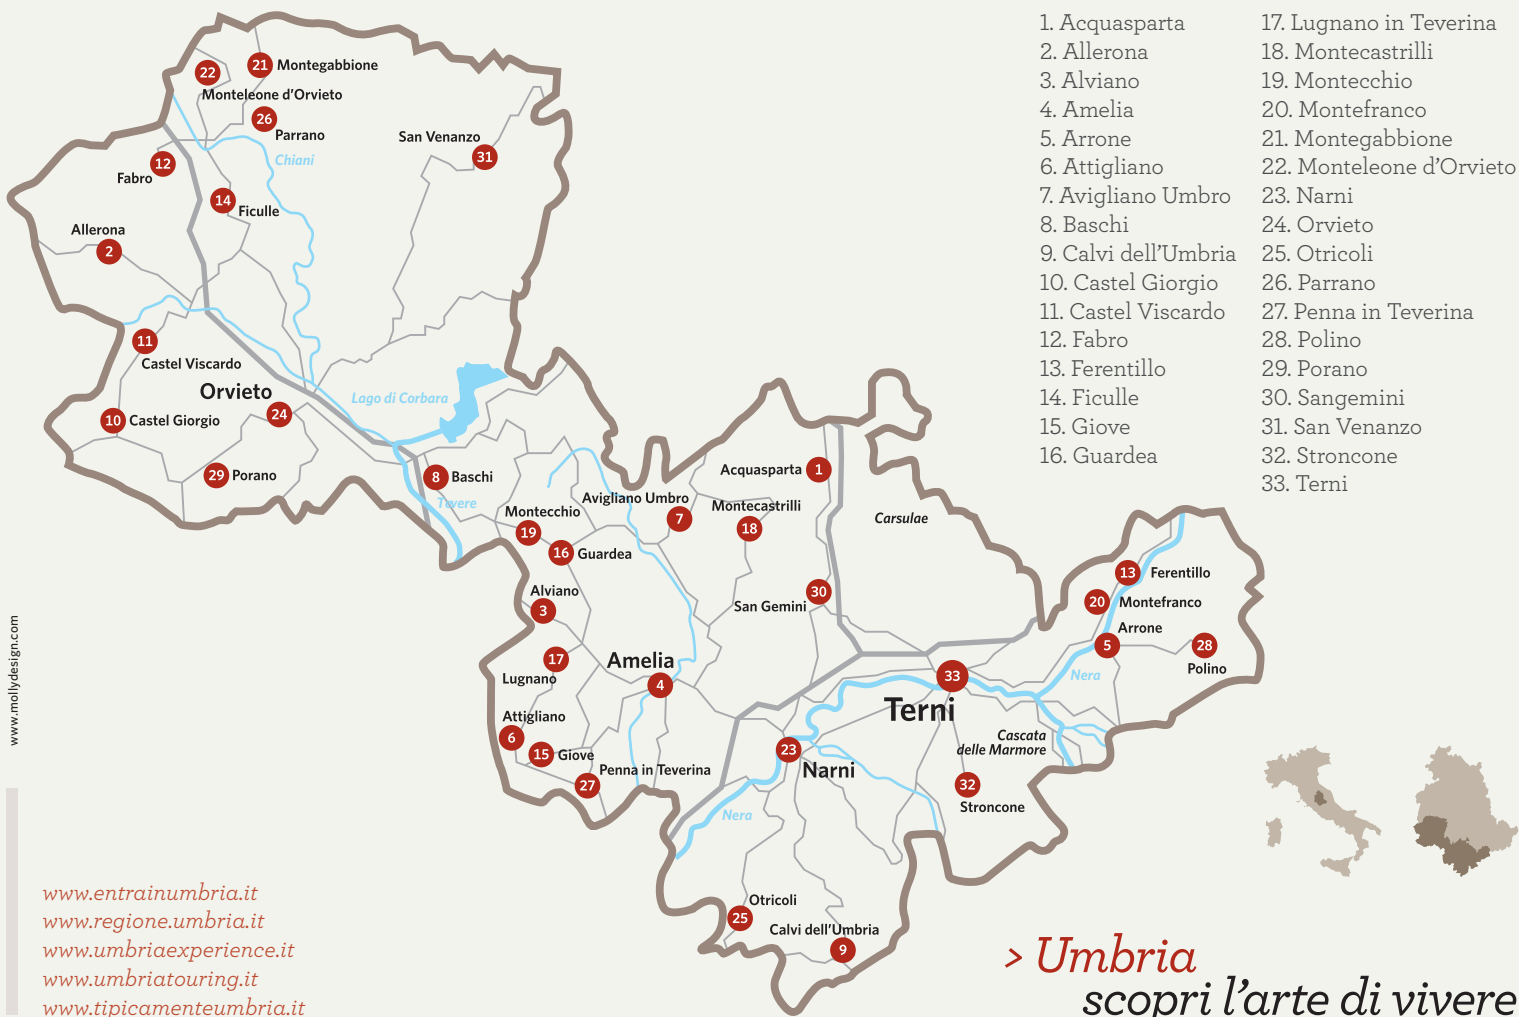 1. Acquasparta
2. Allerona
3. Alviano
4. Amelia
5. Arrone
6. Attigliano
7. Avigliano Umbro
8. Baschi
9. Calvi dell’Umbria
10. Castel Giorgio
11. Castel Viscardo
12. Fabro
13. Ferentillo
14. Ficulle
15. Giove
16. Guardea
17. Lugnano in Teverina
18. Montecastrilli
19. Montecchio
20. Montefranco
21. Montegabbione
22. Monteleone d’Orvieto
23. Narni
24. Orvieto
25. Otricoli
26. Parrano
27. Penna in Teverina
28. Polino
29. Porano
30. Sangemini
31. San Venanzo
32. Stroncone
33. Terni
21 Montegabbione
22
Monteleone d’Orvieto
26
Parrano
San Venanzo
31
Chiani
12
Fabro
14
Ficulle
Allerona
2
11
Castel Viscardo
Orvieto
24
Lago di Corbara
10 Castel Giorgio
29 Porano
8 Baschi
Tevere
Acquasparta 1
Avigliano Umbro
7
Montecastrilli
18
Montecchio
19
16 Guardea
Carsulae
13 Ferentillo
20 Montefranco
Arrone
5
28
Polino
Alviano
3
San Gemini
30
17
Lugnano
Amelia
4
Nera
33
Terni
Attigliano
6
15 Giove
Cascata
delle Marmore
23
Narni
Penna in Teverina
27
32
Stroncone
Nera
Otricoli
25
Calvi dell’Umbria
9
www.mollydesign.com
www.entrainumbria.it
www.regione.umbria.it
www.umbriaexperience.it
www.umbriatouring.it
www.tipicamenteumbria.it
> Umbria
scopri l’arte di vivere